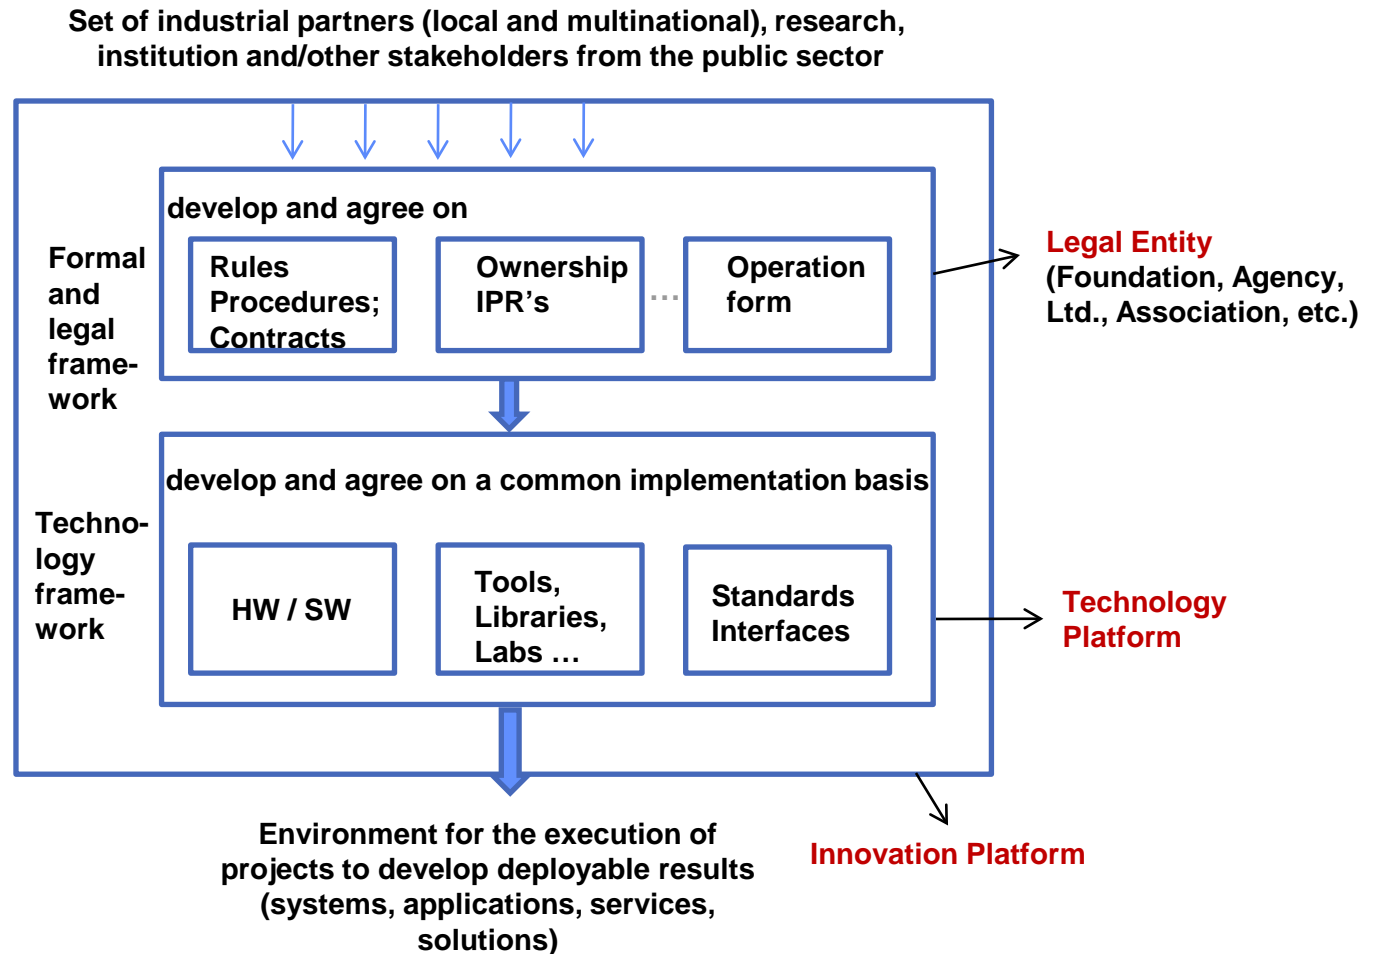 Set of industrial partners (local and multinational), research,
institution and/other stakeholders from the public sector
develop and agree on
Formal
and
legal
frame-
work
Rules
Procedures;
Contracts
Ownership
IPR's
...
Operation
form
Legal Entity
(Foundation, Agency,
Ltd., Association, etc.)
develop and agree on a common implementation basis
Techno-
logy
frame-
work
HW / SW
Tools,
Libraries,
Labs ...
Standards
Interfaces
Technology
Platform
Environment for the execution of
projects to develop deployable results
(systems, applications, services,
solutions)
Innovation Platform